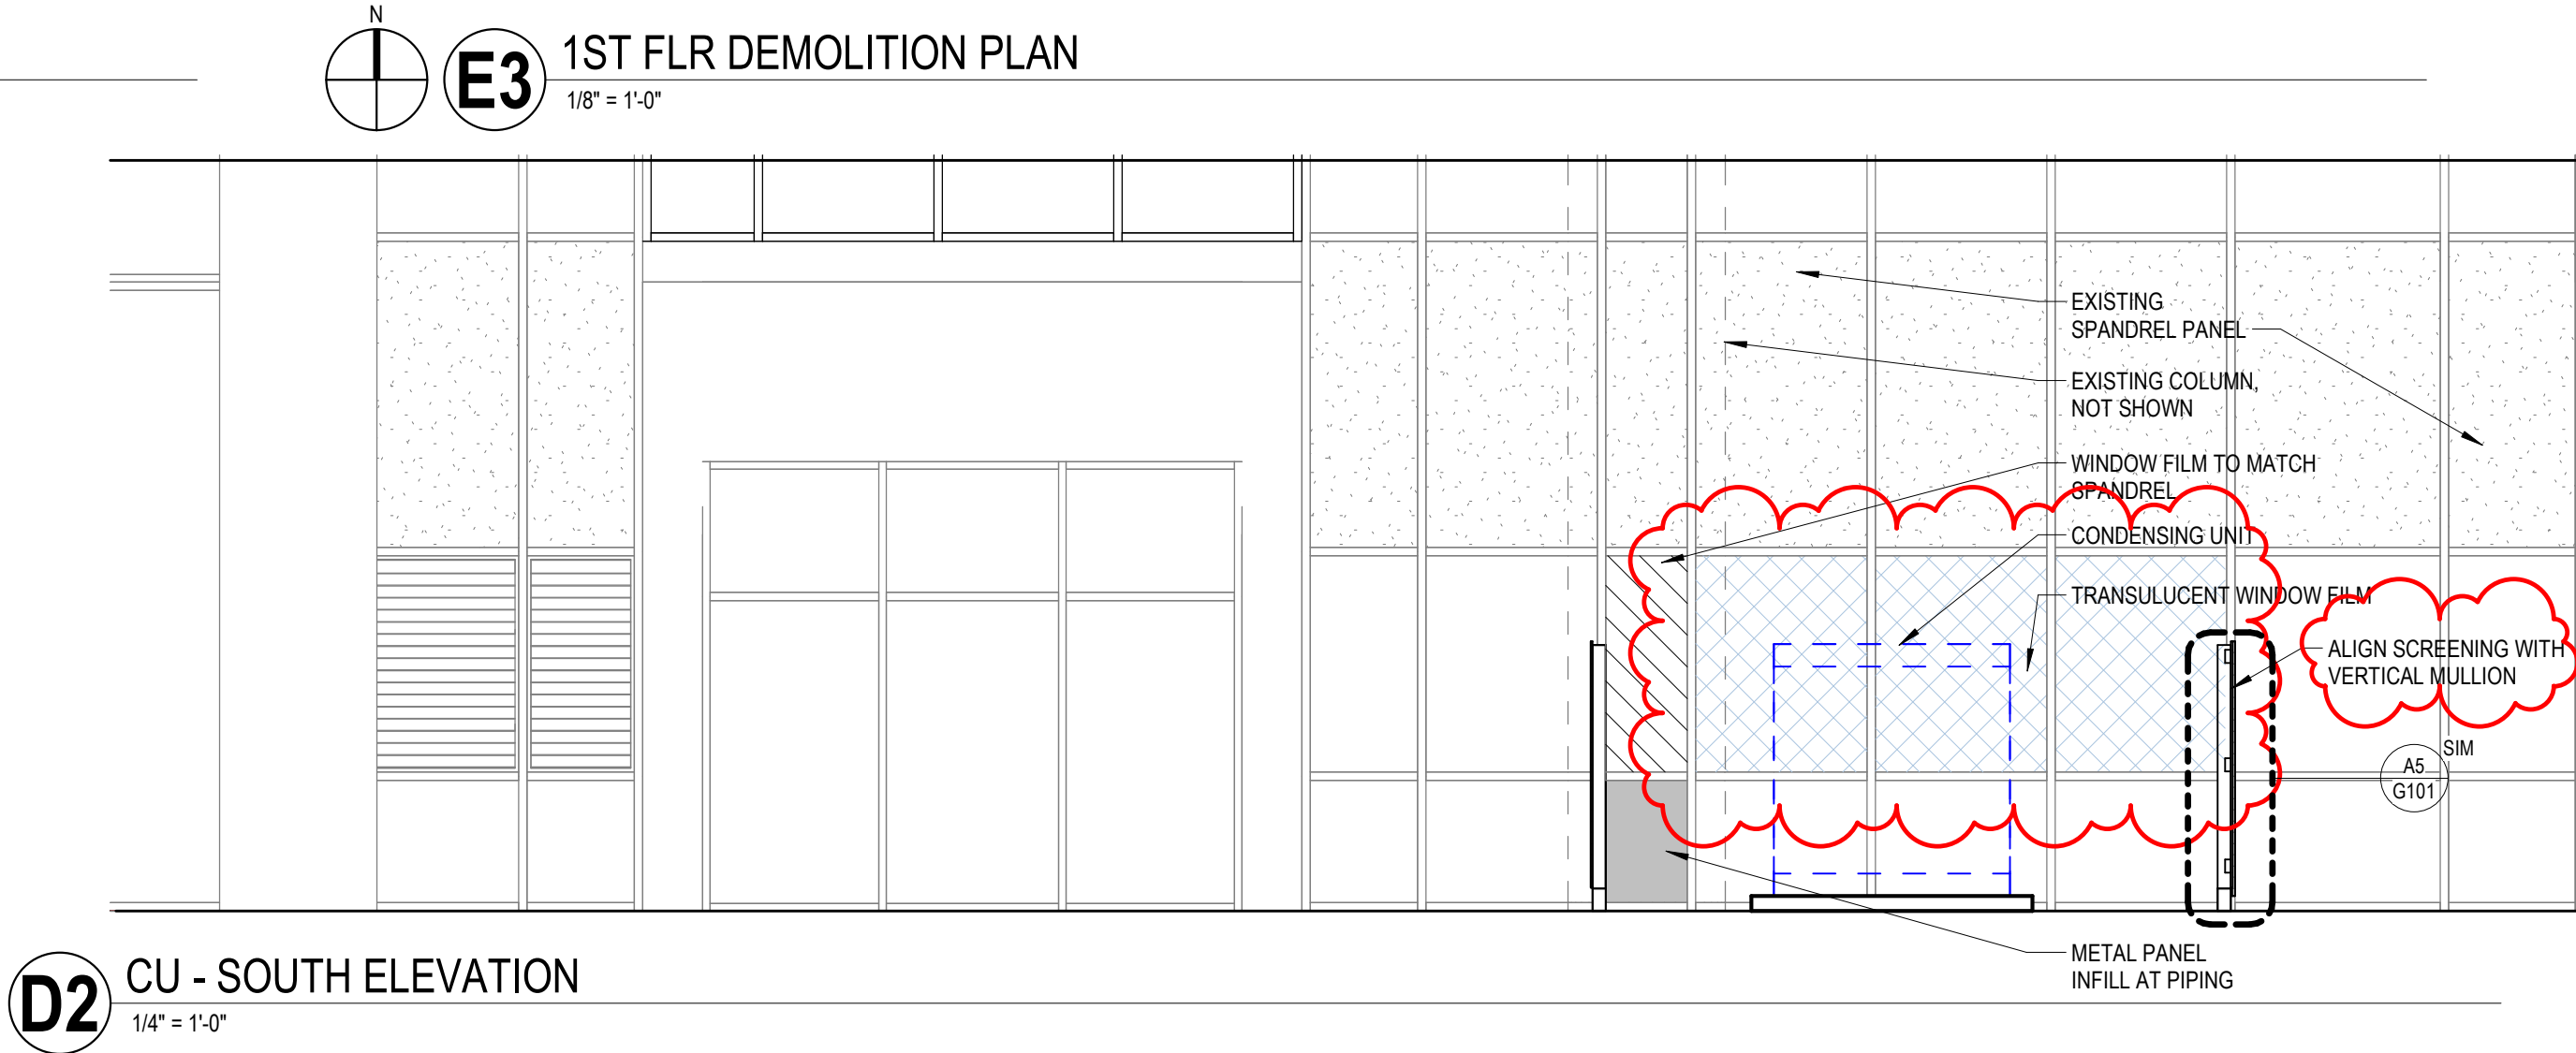 N
E3
1ST FLR DEMOLITION PLAN
1/8" = 1'-0"
EXISTING
SPANDREL PANEL
EXISTING COLUMN,
NOT SHOWN
WINDOW FILM TO MATCH
SPANDREL
CONDENSING UNIT
TRANSULUCENT WINDOW FILM
ALIGN SCREENING WITH
VERTICAL MULLION
SIM
A5
G101
METAL PANEL
INFILL AT PIPING
D2
CU - SOUTH ELEVATION
1/4" = 1'-0"